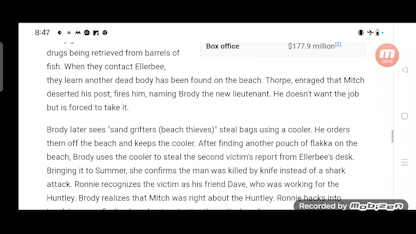 8:47
drugs being retrieved from barrels of
fish. When they contact Ellerbee,
they learn another dead body has been found on the beach. Thorpe, enraged that Mitch
deserted his post, fires him, naming Brody the new lieutenant. He doesn't want the job
but is forced to take it.
Box office $177.9 million[2]
Brody later sees "sand grifters (beach thieves)" steal bags using a cooler. He orders
them off the beach and keeps the cooler. After finding another pouch of flakka on the
beach, Brody uses the cooler to steal the second victim's report from Ellerbee's desk.
Bringing it to Summer, she confirms the man was killed by knife instead of a shark
attack. Ronnie recognizes the victim as his friend Dave, who was working for the
Huntley. Brody realizes that Mitch was right about the Huntley. Ronnie hacks into
Recorded by mobizen